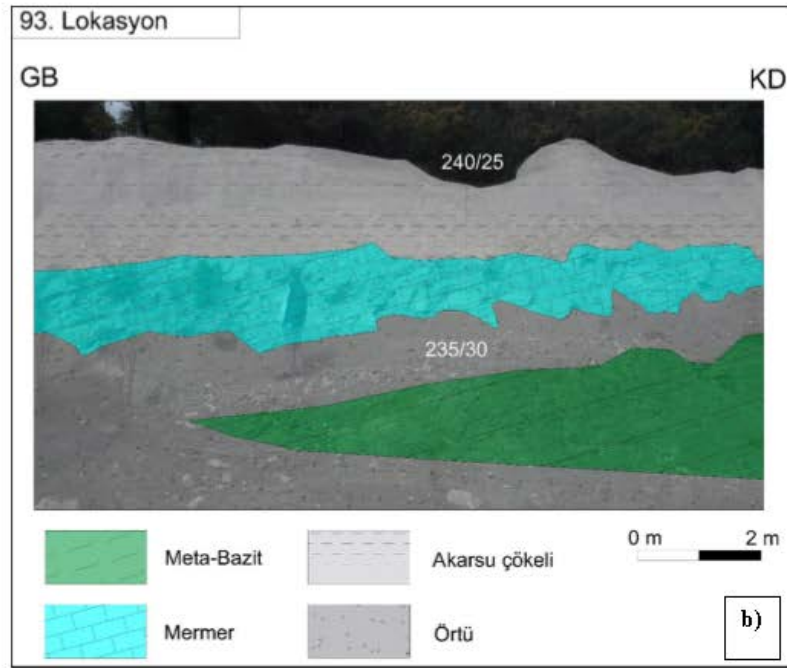 93. Lokasyon
GB
KD
240/25
235/30
Meta-Bazit
Akarsu çökeli
0 m
2 m
Mermer
Örtü
b)